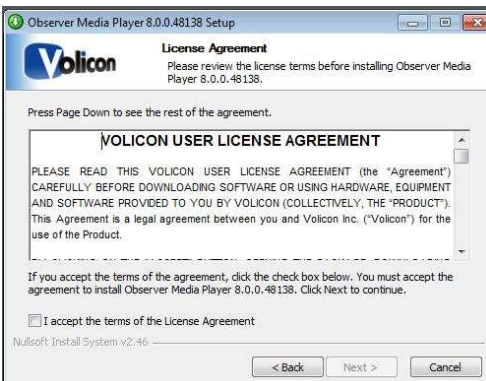 Observer Media Player 8.0.0.48138 Setup
Volicon
License Agreement
Please review the license terms before installing Observer Media
Player 8.0.0.48138.
Press Page Down to see the rest of the agreement.
VOLICON USER LICENSE AGREEMENT
PLEASE READ THIS VOLICON USER LICENSE AGREEMENT (the “Agreement”)
CAREFULLY BEFORE DOWNLOADING SOFTWARE OR USING HARDWARE, EQUIPMENT
AND SOFTWARE PROVIDED TO YOU BY VOLICON (COLLECTIVELY, THE “PRODUCT”).
This Agreement is a legal agreement between you and Volicon Inc. (“Volicon”) for the
use of the Product.
If you accept the terms of the agreement, click the check box below. You must accept the
agreement to install Observer Media Player 8.0.0.48138. Click Next to continue.
I accept the terms of the License Agreement
Nullsoft Install System v2.46
< Back
Next >
Cancel